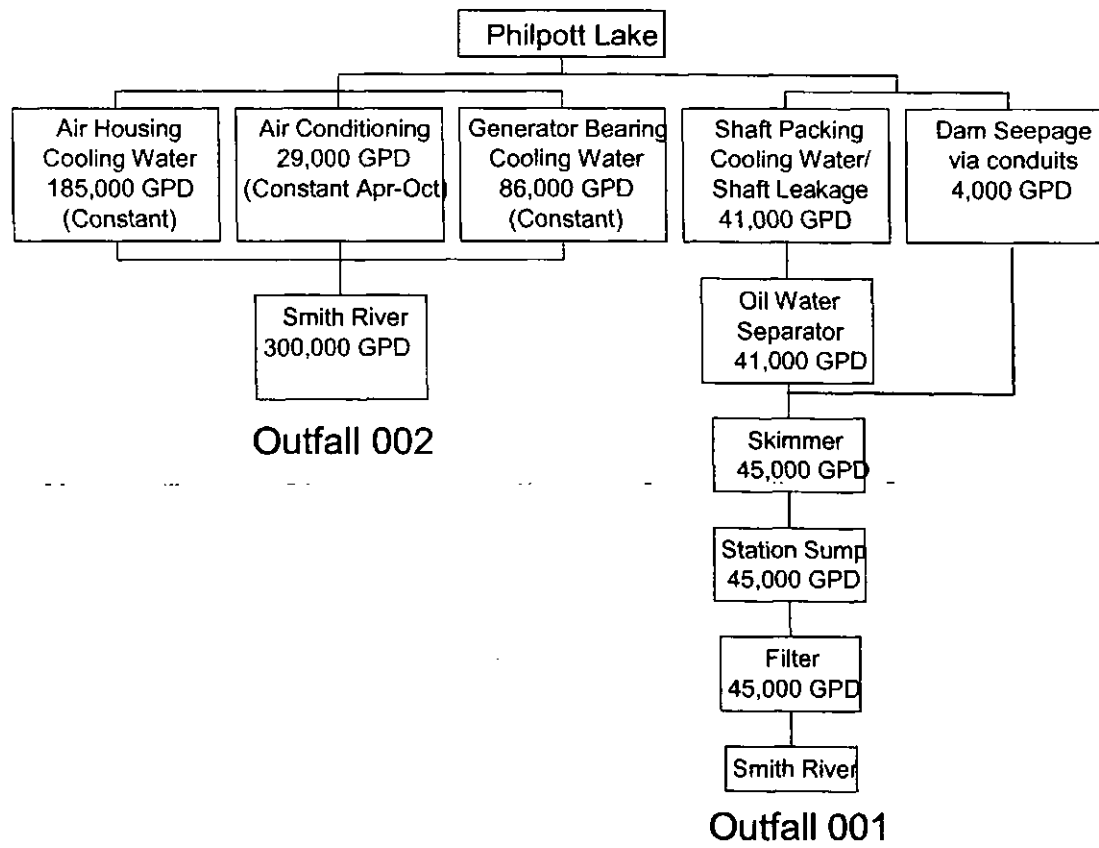 Philpott Lake
Air Housing
Cooling Water
185,000 GPD
(Constant)
Air Conditioning
29,000 GPD
(Constant Apr-Oct)
Generator Bearing
Cooling Water
86,000 GPD
(Constant)
Shaft Packing
Cooling Water/
Shaft Leakage
41,000 GPD
Dam Seepage
via conduits
4,000 GPD
Smith River
300,000 GPD
Outfall 002
Oil Water
Separator
41,000 GPD
Skimmer
45,000 GPD
Station Sump
45,000 GPD
Filter
45,000 GPD
Smith River
Outfall 001